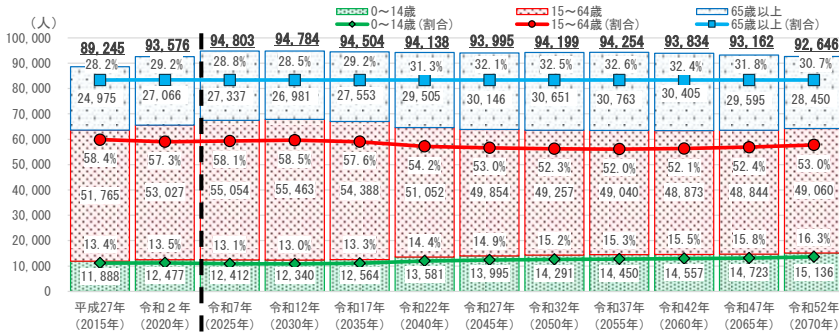 （人）
0～14歳 15～64歳 65歳以上
0～14歳（割合） 15～64歳（割合） 65歳以上（割合）
100,000
90,000
80,000
70,000
60,000
50,000
40,000
30,000
20,000
10,000
0
89,245 93,576 94,803 94,784 94,504 94,138 93,995 94,199 94,254 93,834 93,162 92,646
28.2% 29.2% 28.8% 28.5% 29.2% 31.3% 32.1% 32.5% 32.6% 32.4% 31.8% 30.7%
24,975 27,066 27,337 26,981 27,553 29,505 30,146 30,651 30,763 30,405 29,595 28,450
58.4% 57.3% 58.1% 58.5% 57.6% 54.2% 53.0% 52.3% 52.0% 52.1% 52.4% 53.0%
51,765 53,027 55,054 55,463 54,388 51,052 49,854 49,257 49,040 48,873 48,844 49,060
13.4% 13.5% 13.1% 13.0% 13.3% 14.4% 14.9% 15.2% 15.3% 15.5% 15.8% 16.3%
11,888 12,477 12,412 12,340 12,564 13,581 13,995 14,291 14,450 14,557 14,723 15,136
平成27年 令和２年 令和7年 令和12年 令和17年 令和22年 令和27年 令和32年 令和37年 令和42年 令和47年 令和52年
（2015年） （2020年） （2025年） （2030年） （2035年） （2040年） （2045年） （2050年） （2055年） （2060年） （2065年） （2070年）